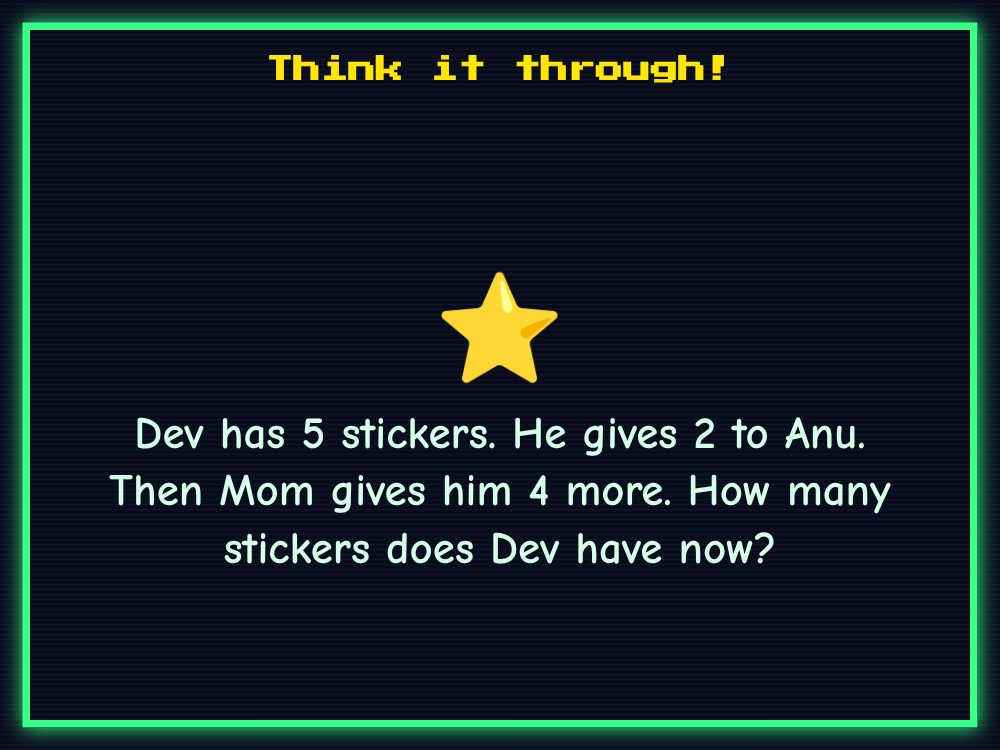 Think it through!
Dev has 5 stickers. He gives 2 to Anu.
Then Mom gives him 4 more. How many
stickers does Dev have now?